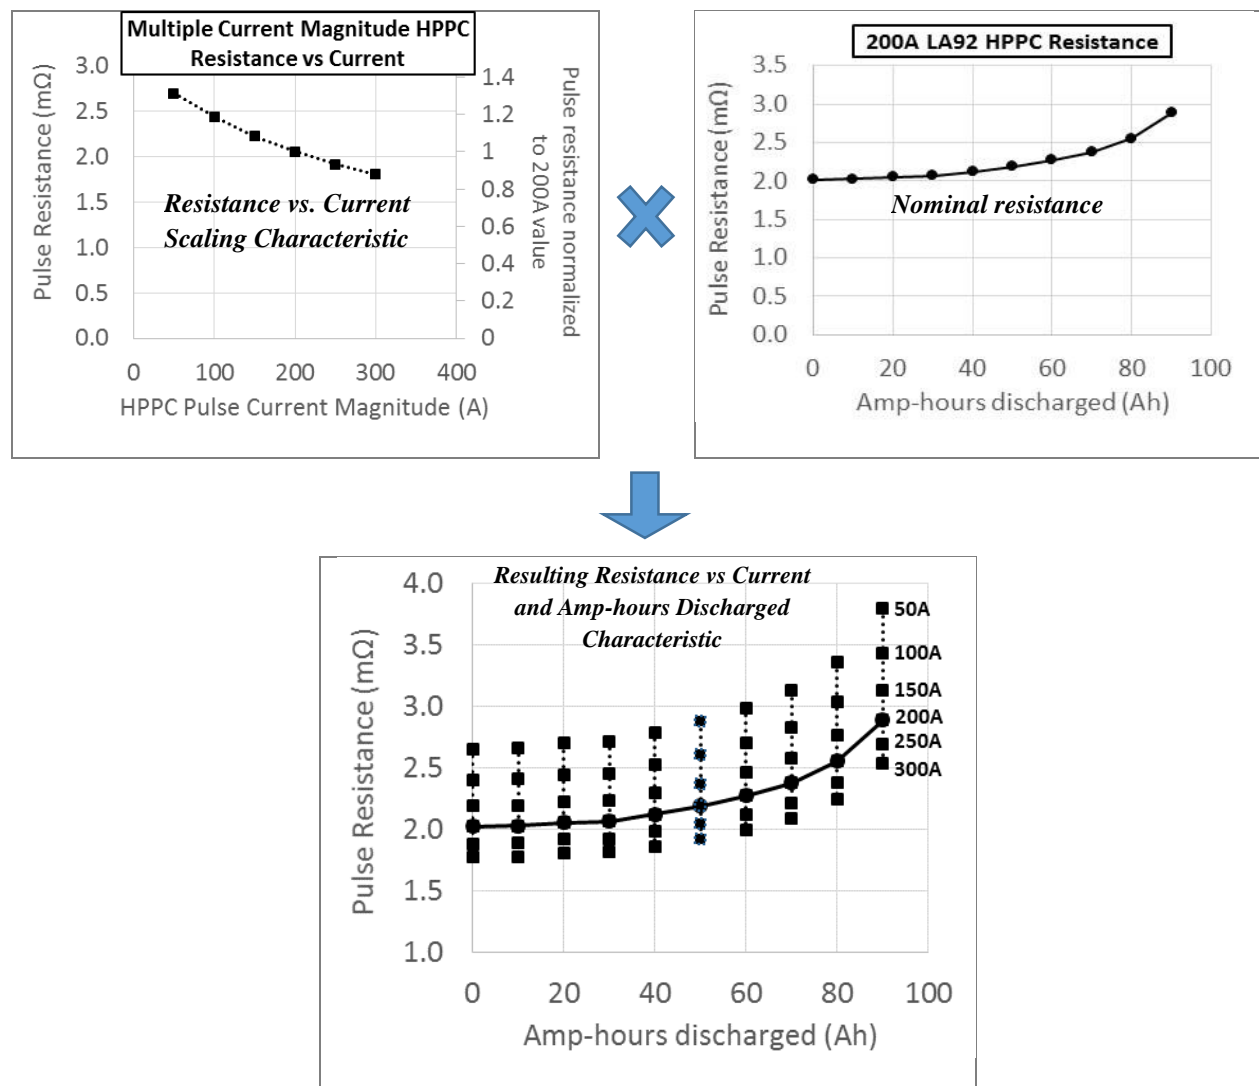 Multiple Current Magnitude HPPC
Resistance vs Current
Pulse Resistance (mΩ)
3.0
2.5
2.0
1.5
1.0
0.5
0.0
1.4
1.2
1
0.8
0.6
0.4
0.2
0
Pulse resistance normalized
to 200A value
Resistance vs. Current
Scaling Characteristic
0 100 200 300 400
HPPC Pulse Current Magnitude (A)
200A LA92 HPPC Resistance
Pulse Resistance (mΩ)
3.5
3.0
2.5
2.0
1.5
1.0
0.5
0.0
Nominal resistance
0 20 40 60 80 100
Amp-hours discharged (Ah)
Resulting Resistance vs Current
and Amp-hours Discharged
Characteristic
Pulse Resistance (mΩ)
4.0
3.5
3.0
2.5
2.0
1.5
1.0
50A
100A
150A
200A
250A
300A
0 20 40 60 80 100
Amp-hours discharged (Ah)